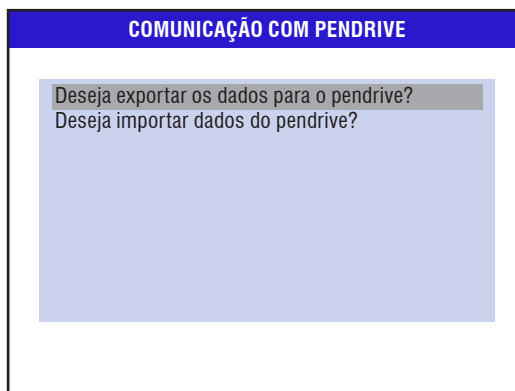 COMUNICAÇÃO COM PENDRIVE
Deseja exportar os dados para o pendrive?
Deseja importar dados do pendrive?